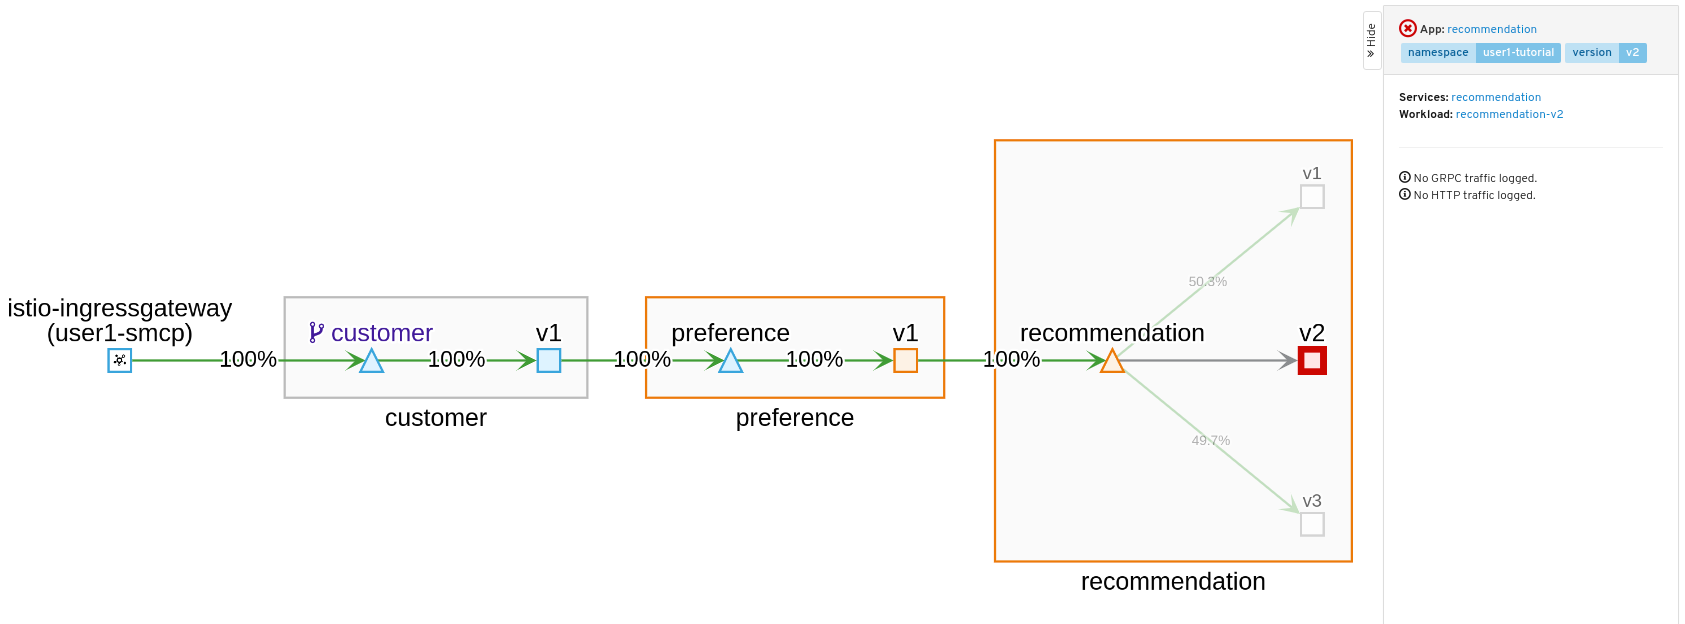 istio-ingressgateway
(user1-smcp)
100%
customer
100%
v1
customer
100%
preference
100%
v1
preference
100%
recommendation
50.3%
v1
v2
49.7%
v3
recommendation
Hide
App: recommendation
namespace user1-tutorial version v2
Services: recommendation
Workload: recommendation-v2
No GRPC traffic logged.
No HTTP traffic logged.